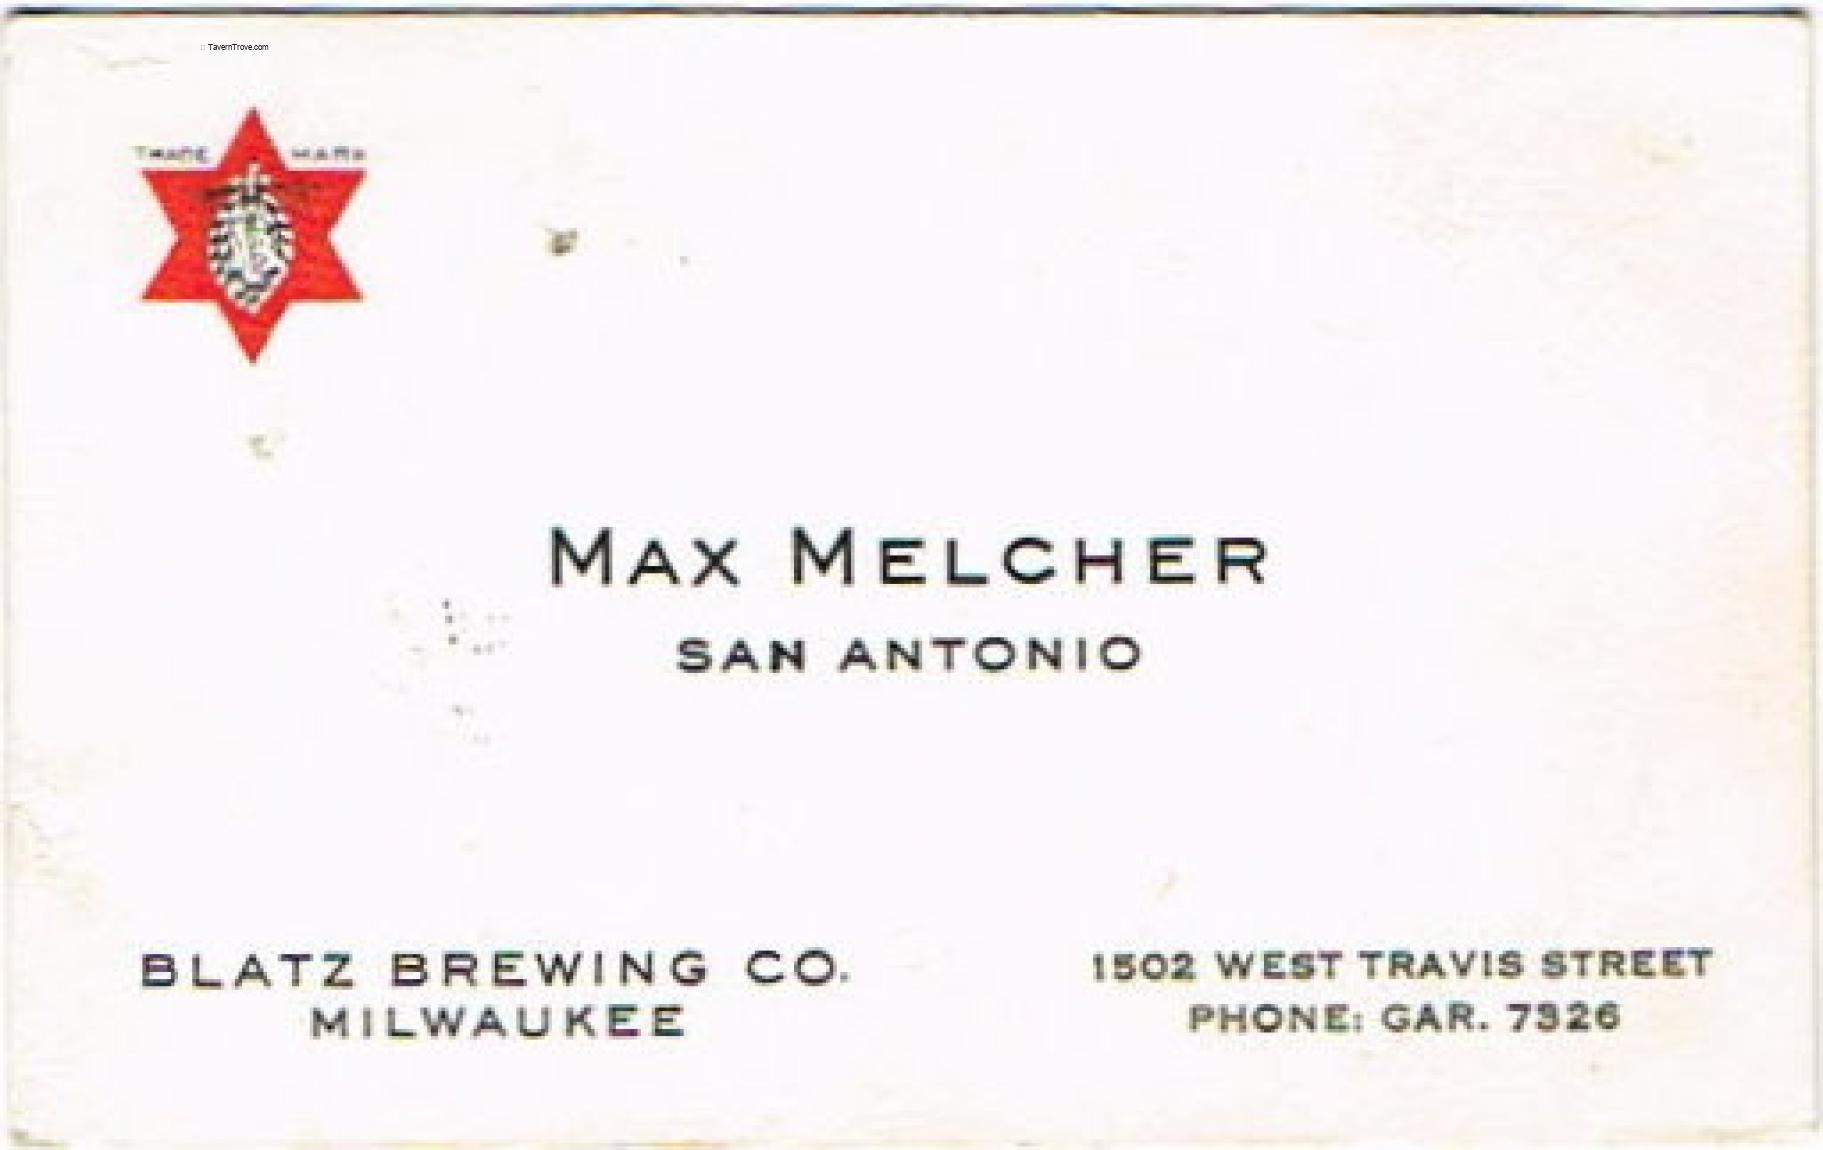 :: TavernTrove.com
TRADE MARK
MAX MELCHER
SAN ANTONIO
BLATZ BREWING CO.
MILWAUKEE
1502 WEST TRAVIS STREET
PHONE: GAR. 7326